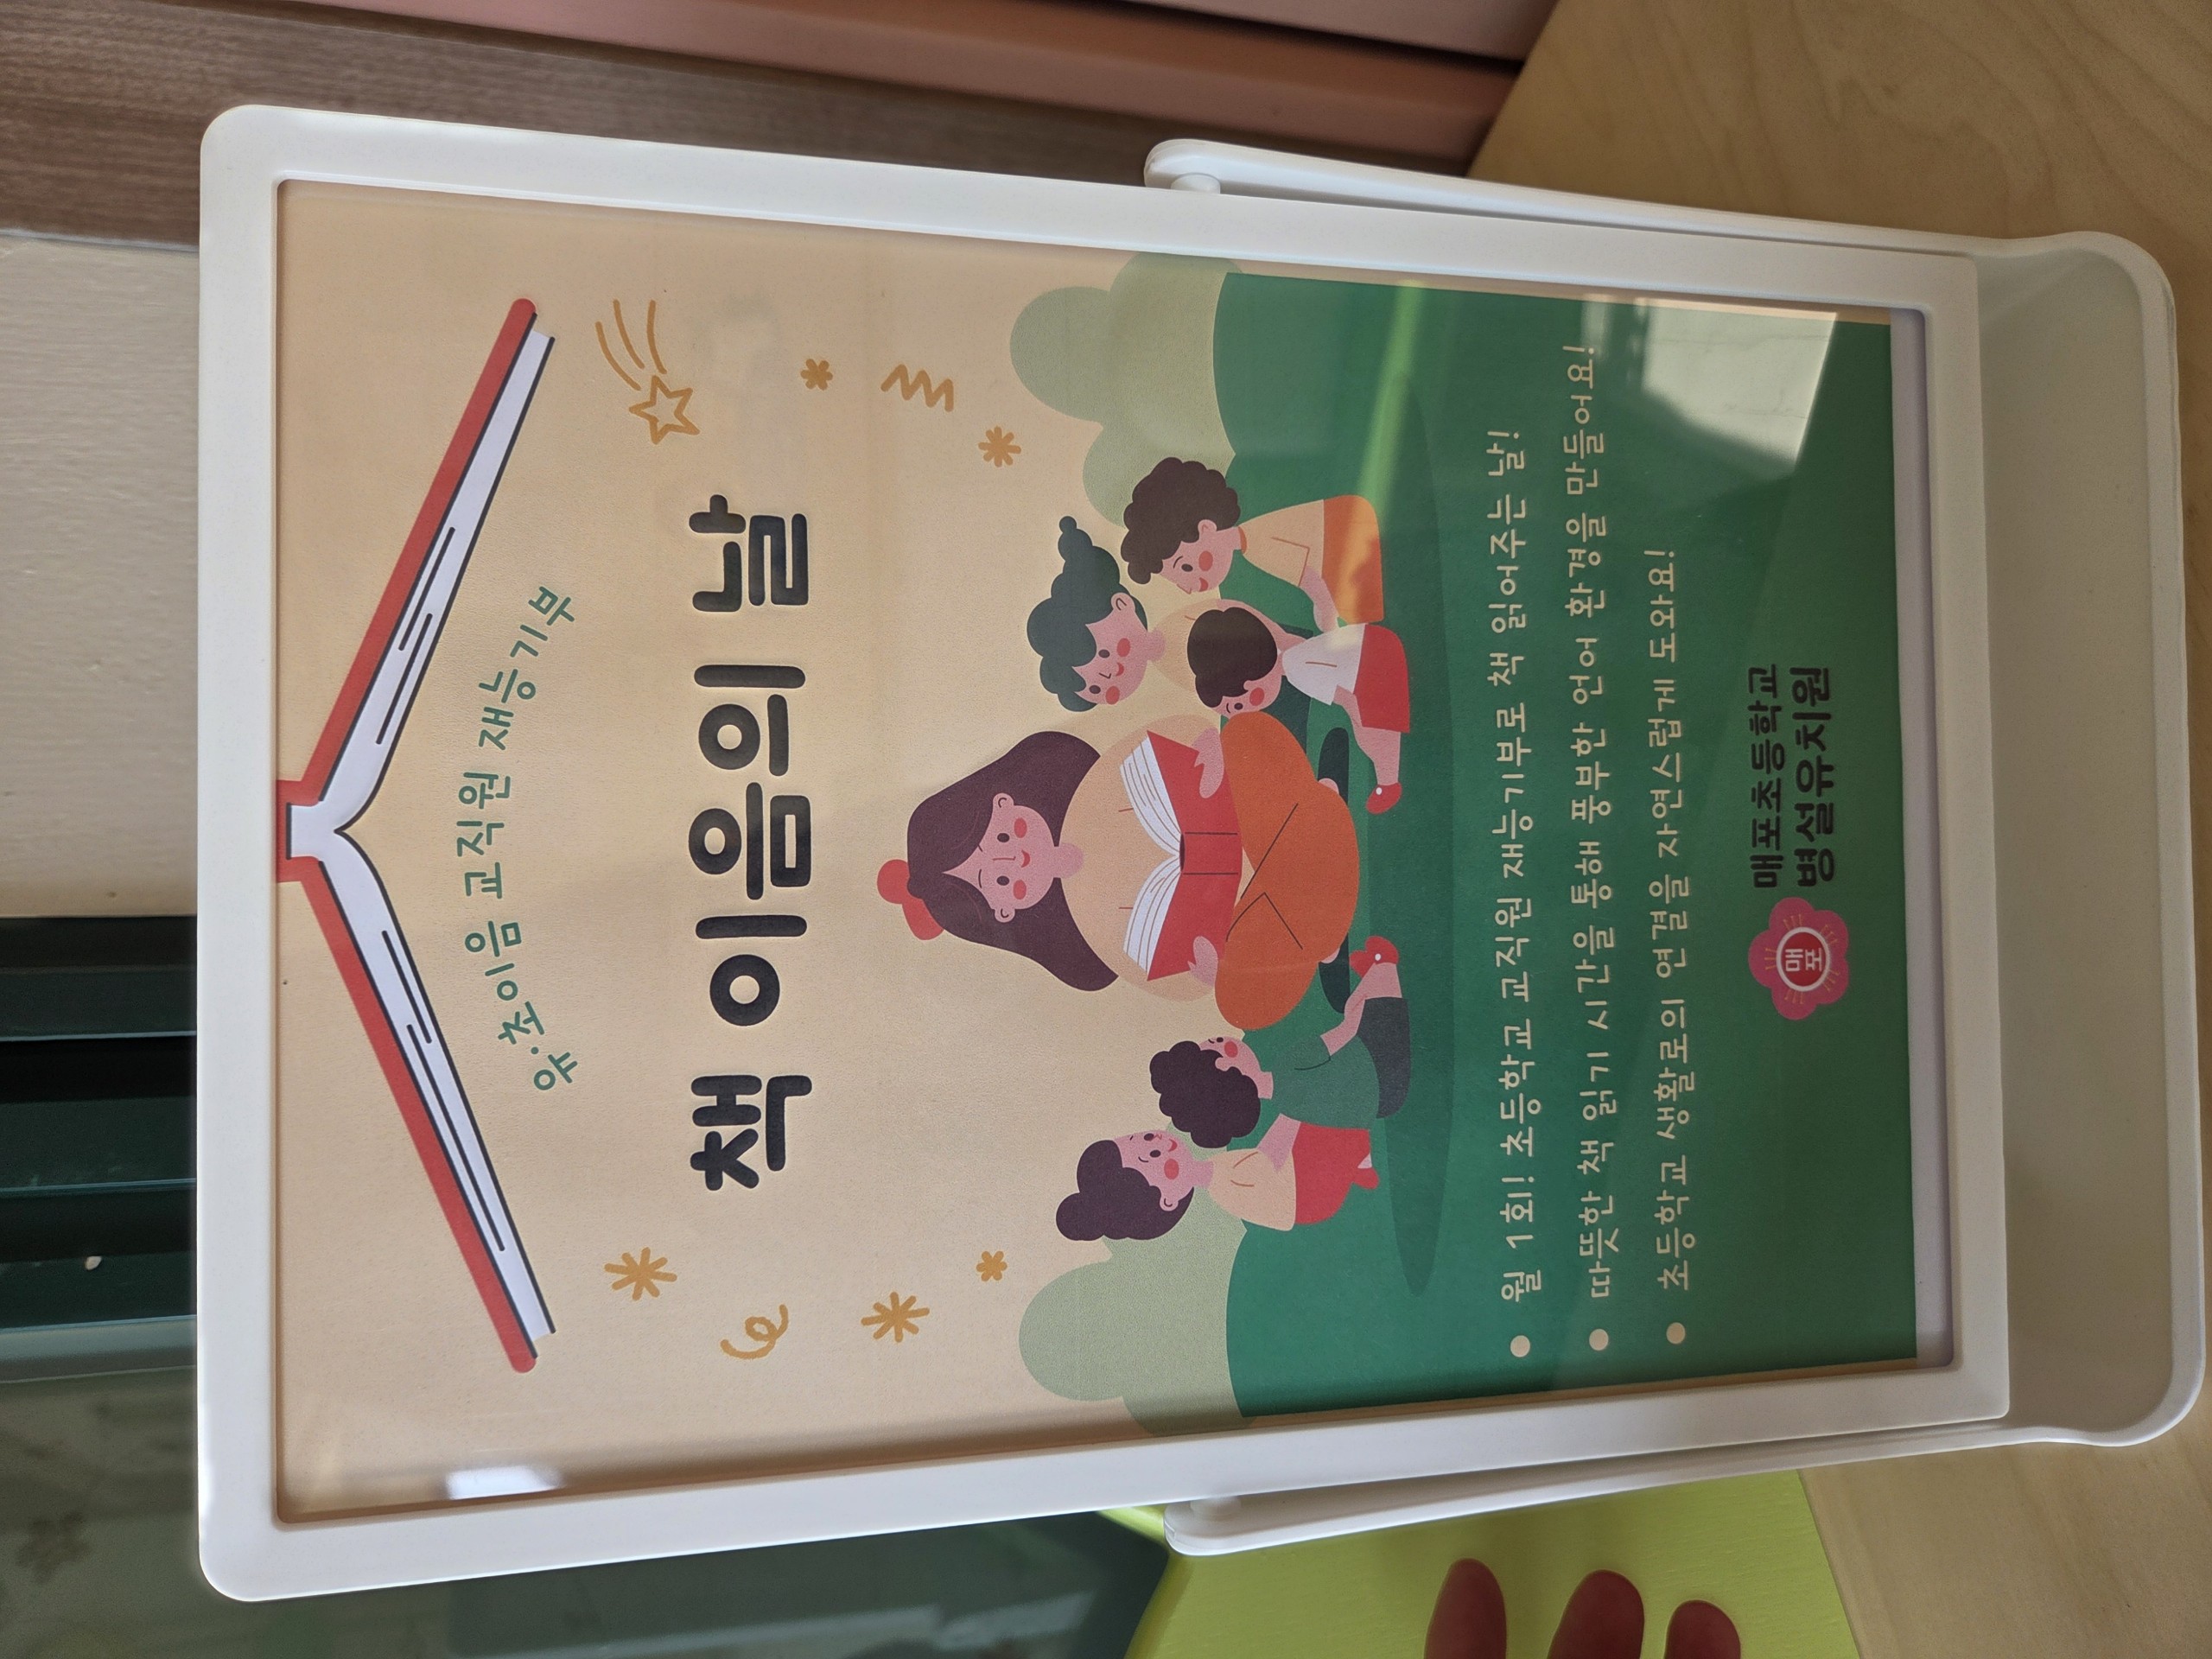 유·초이음 교직원 재능기부
책 이음의 날
• 월 1회! 초등학교 교직원 재능기부로 책 읽어주는 날!
• 따뜻한 책 읽기 시간을 통해 풍부한 언어 환경을 만들어요!
• 초등학교 생활로의 연결을 자연스럽게 도와요!
매포
매포초등학교
병설유치원